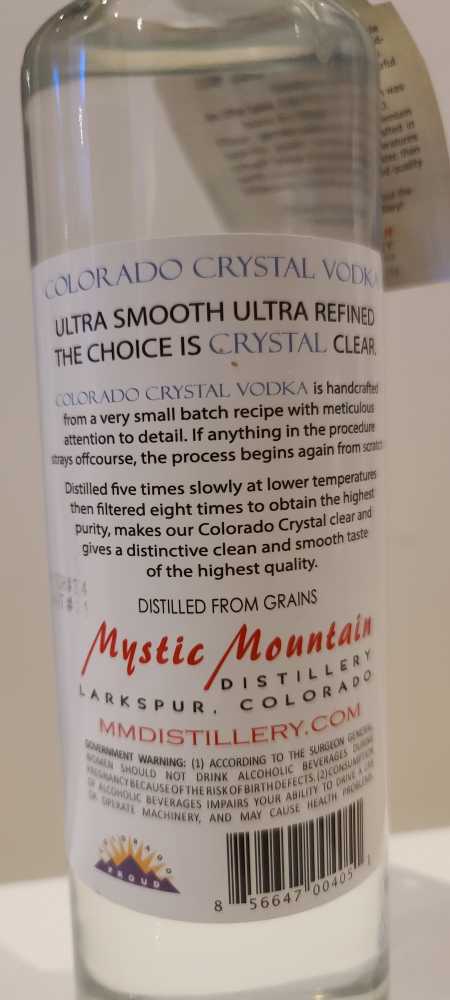 COLORADO CRYSTAL VODKA
ULTRA SMOOTH ULTRA REFINED
THE CHOICE IS CRYSTAL CLEAR.
COLORADO CRYSTAL VODKA is handcrafted
from a very small batch recipe with meticulous
attention to detail. If anything in the procedure
strays offcourse, the process begins again from scratch
Distilled five times slowly at lower temperatures
then filtered eight times to obtain the highest
purity, makes our Colorado Crystal clear and
gives a distinctive clean and smooth taste
of the highest quality.
DISTILLED FROM GRAINS
Mystic Mountain
DISTILLERY
LARKSPUR, COLORADO
MMDISTILLERY.COM
GOVERNMENT WARNING: (1) ACCORDING TO THE SURGEON GENERAL,
WOMEN SHOULD NOT DRINK ALCOHOLIC BEVERAGES DURING
PREGNANCY BECAUSE OF THE RISK OF BIRTH DEFECTS. (2) CONSUMPTION
OF ALCOHOLIC BEVERAGES IMPAIRS YOUR ABILITY TO DRIVE A CAR
OR OPERATE MACHINERY, AND MAY CAUSE HEALTH PROBLEMS.
COLORADO
PROUD
8 56647 00405 1